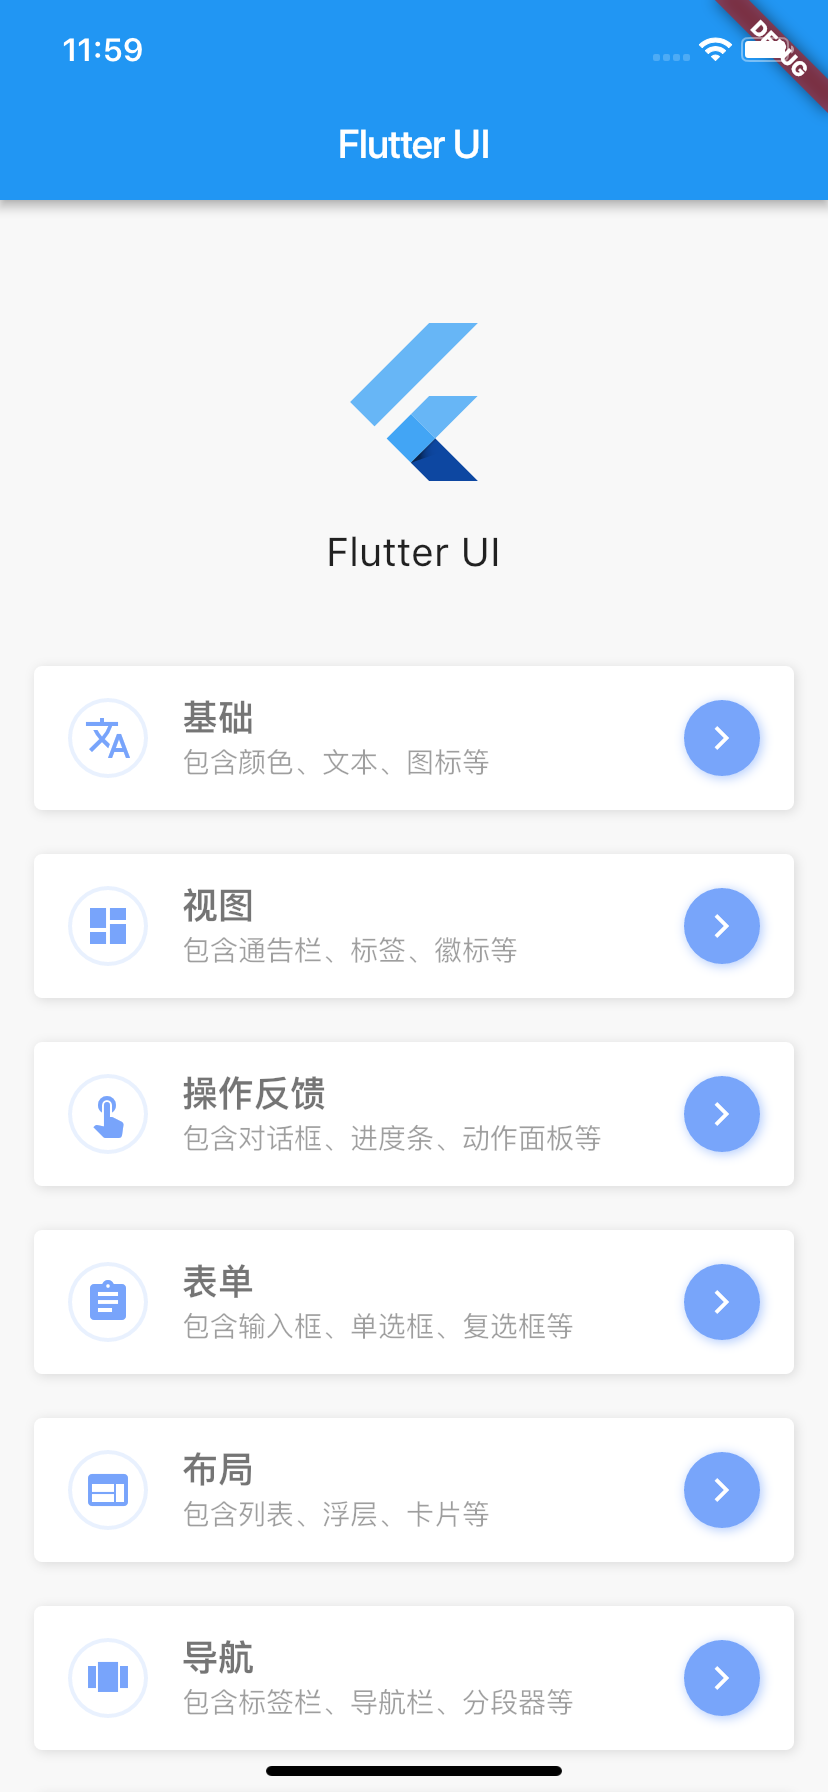 11:59
DEBUG
Flutter UI
Flutter UI
基础
包含颜色、文本、图标等
视图
包含通告栏、标签、徽标等
操作反馈
包含对话框、进度条、动作面板等
表单
包含输入框、单选框、复选框等
布局
包含列表、浮层、卡片等
导航
包含标签栏、导航栏、分段器等